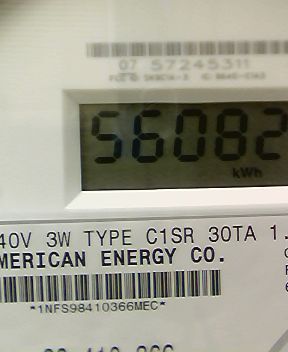 07 57245311
56082
kWh
40V 3W TYPE C1SR 30TA 1.
MERICAN ENERGY CO.
*1NFS98410366MEC*